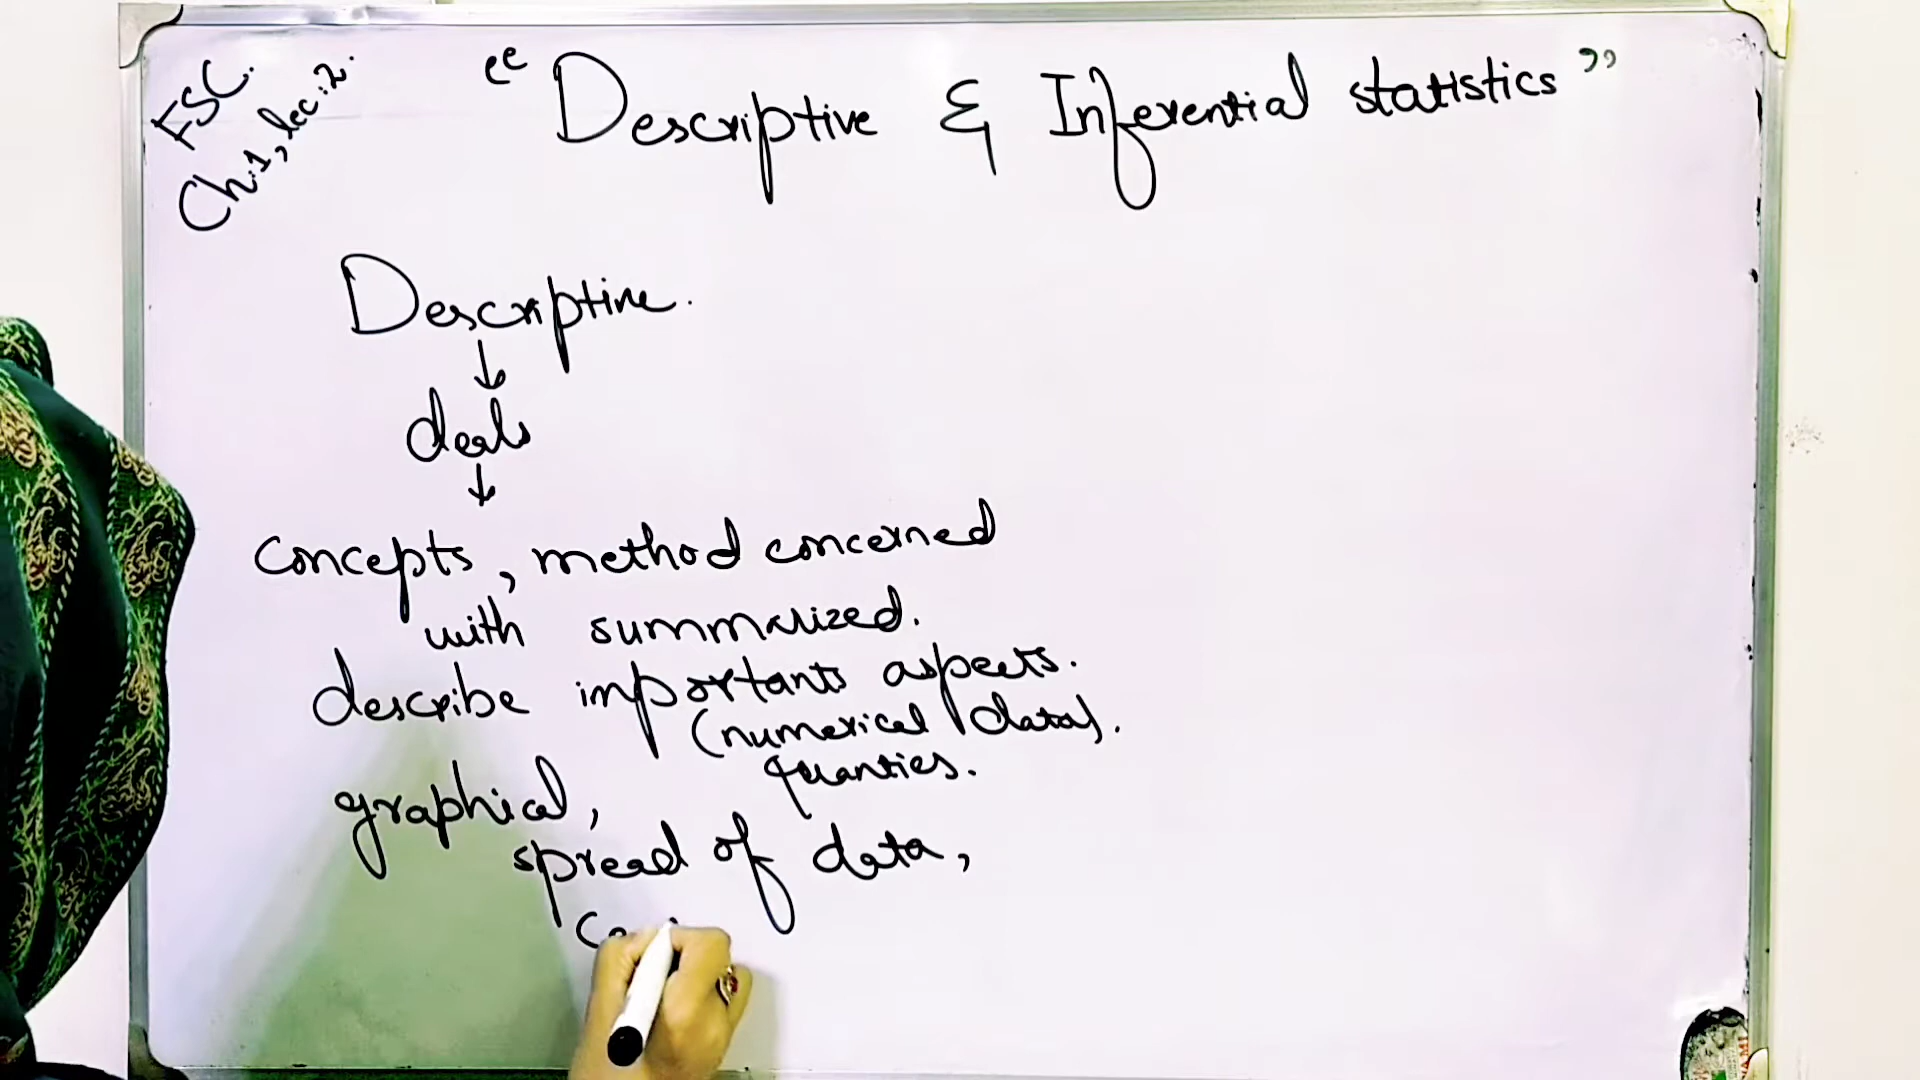 FSC.
Ch:1, lec:2.
“Descriptive & Inferential statistics”
Descriptive.
↓
deals
↓
concepts, method concerned
with summarized.
describe importants aspects.
(numerical data).
quanties.
graphical,
spread of data,